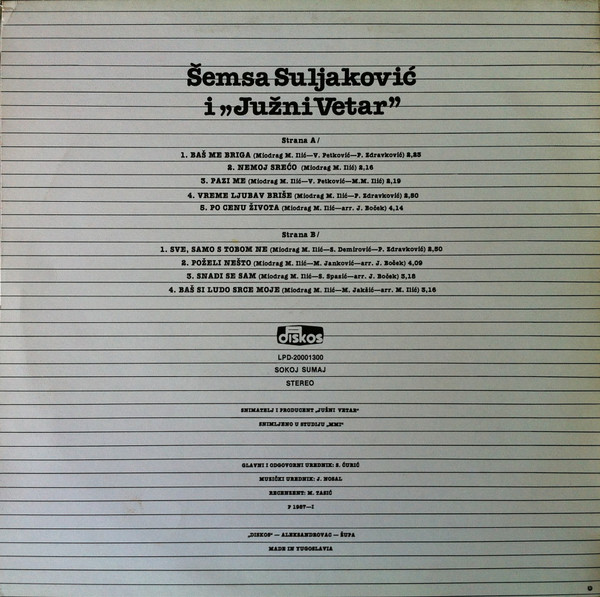 Šemsa Suljaković
i „Južni Vetar”
Strana A/
1. BAŠ ME BRIGA (Miodrag M. Ilić—V. Petković—P. Zdravković) 2,23
2. NEMOJ SREĆO (Miodrag M. Ilić) 2,16
3. PAZI ME (Miodrag M. Ilić—V. Petković—M.M. Ilić) 2,19
4. VREME LJUBAV BRIŠE (Miodrag M. Ilić—P. Zdravković) 2,50
5. PO CENU ŽIVOTA (Miodrag M. Ilić—arr. J. Boček) 4,14
Strana B/
1. SVE, SAMO S TOBOM NE (Miodrag M. Ilić—S. Demirović—P. Zdravković) 2,50
2. POŽELI NEŠTO (Miodrag M. Ilić—M. Janković—arr. J. Boček) 4,09
3. SNAĐI SE SAM (Miodrag M. Ilić—S. Spazić—arr. J. Boček) 3,18
4. BAŠ SI LUDO SRCE MOJE (Miodrag M. Ilić—M. Jakšić—arr. M. Ilić) 3,16
diskos
LPD-20001300
SOKOJ SUMAJ
STEREO
SNIMATELJ I PRODUCENT „JUŽNI VETAR”
SNIMLJENO U STUDIJU „MMI”
GLAVNI I ODGOVORNI UREDNIK: S. ĆURIĆ
MUZIČKI UREDNIK: J. NOSAL
RECENZENT: M. TASIĆ
P 1987—I
„DISKOS” — ALEKSANDROVAC — ŽUPA
MADE IN YUGOSLAVIA